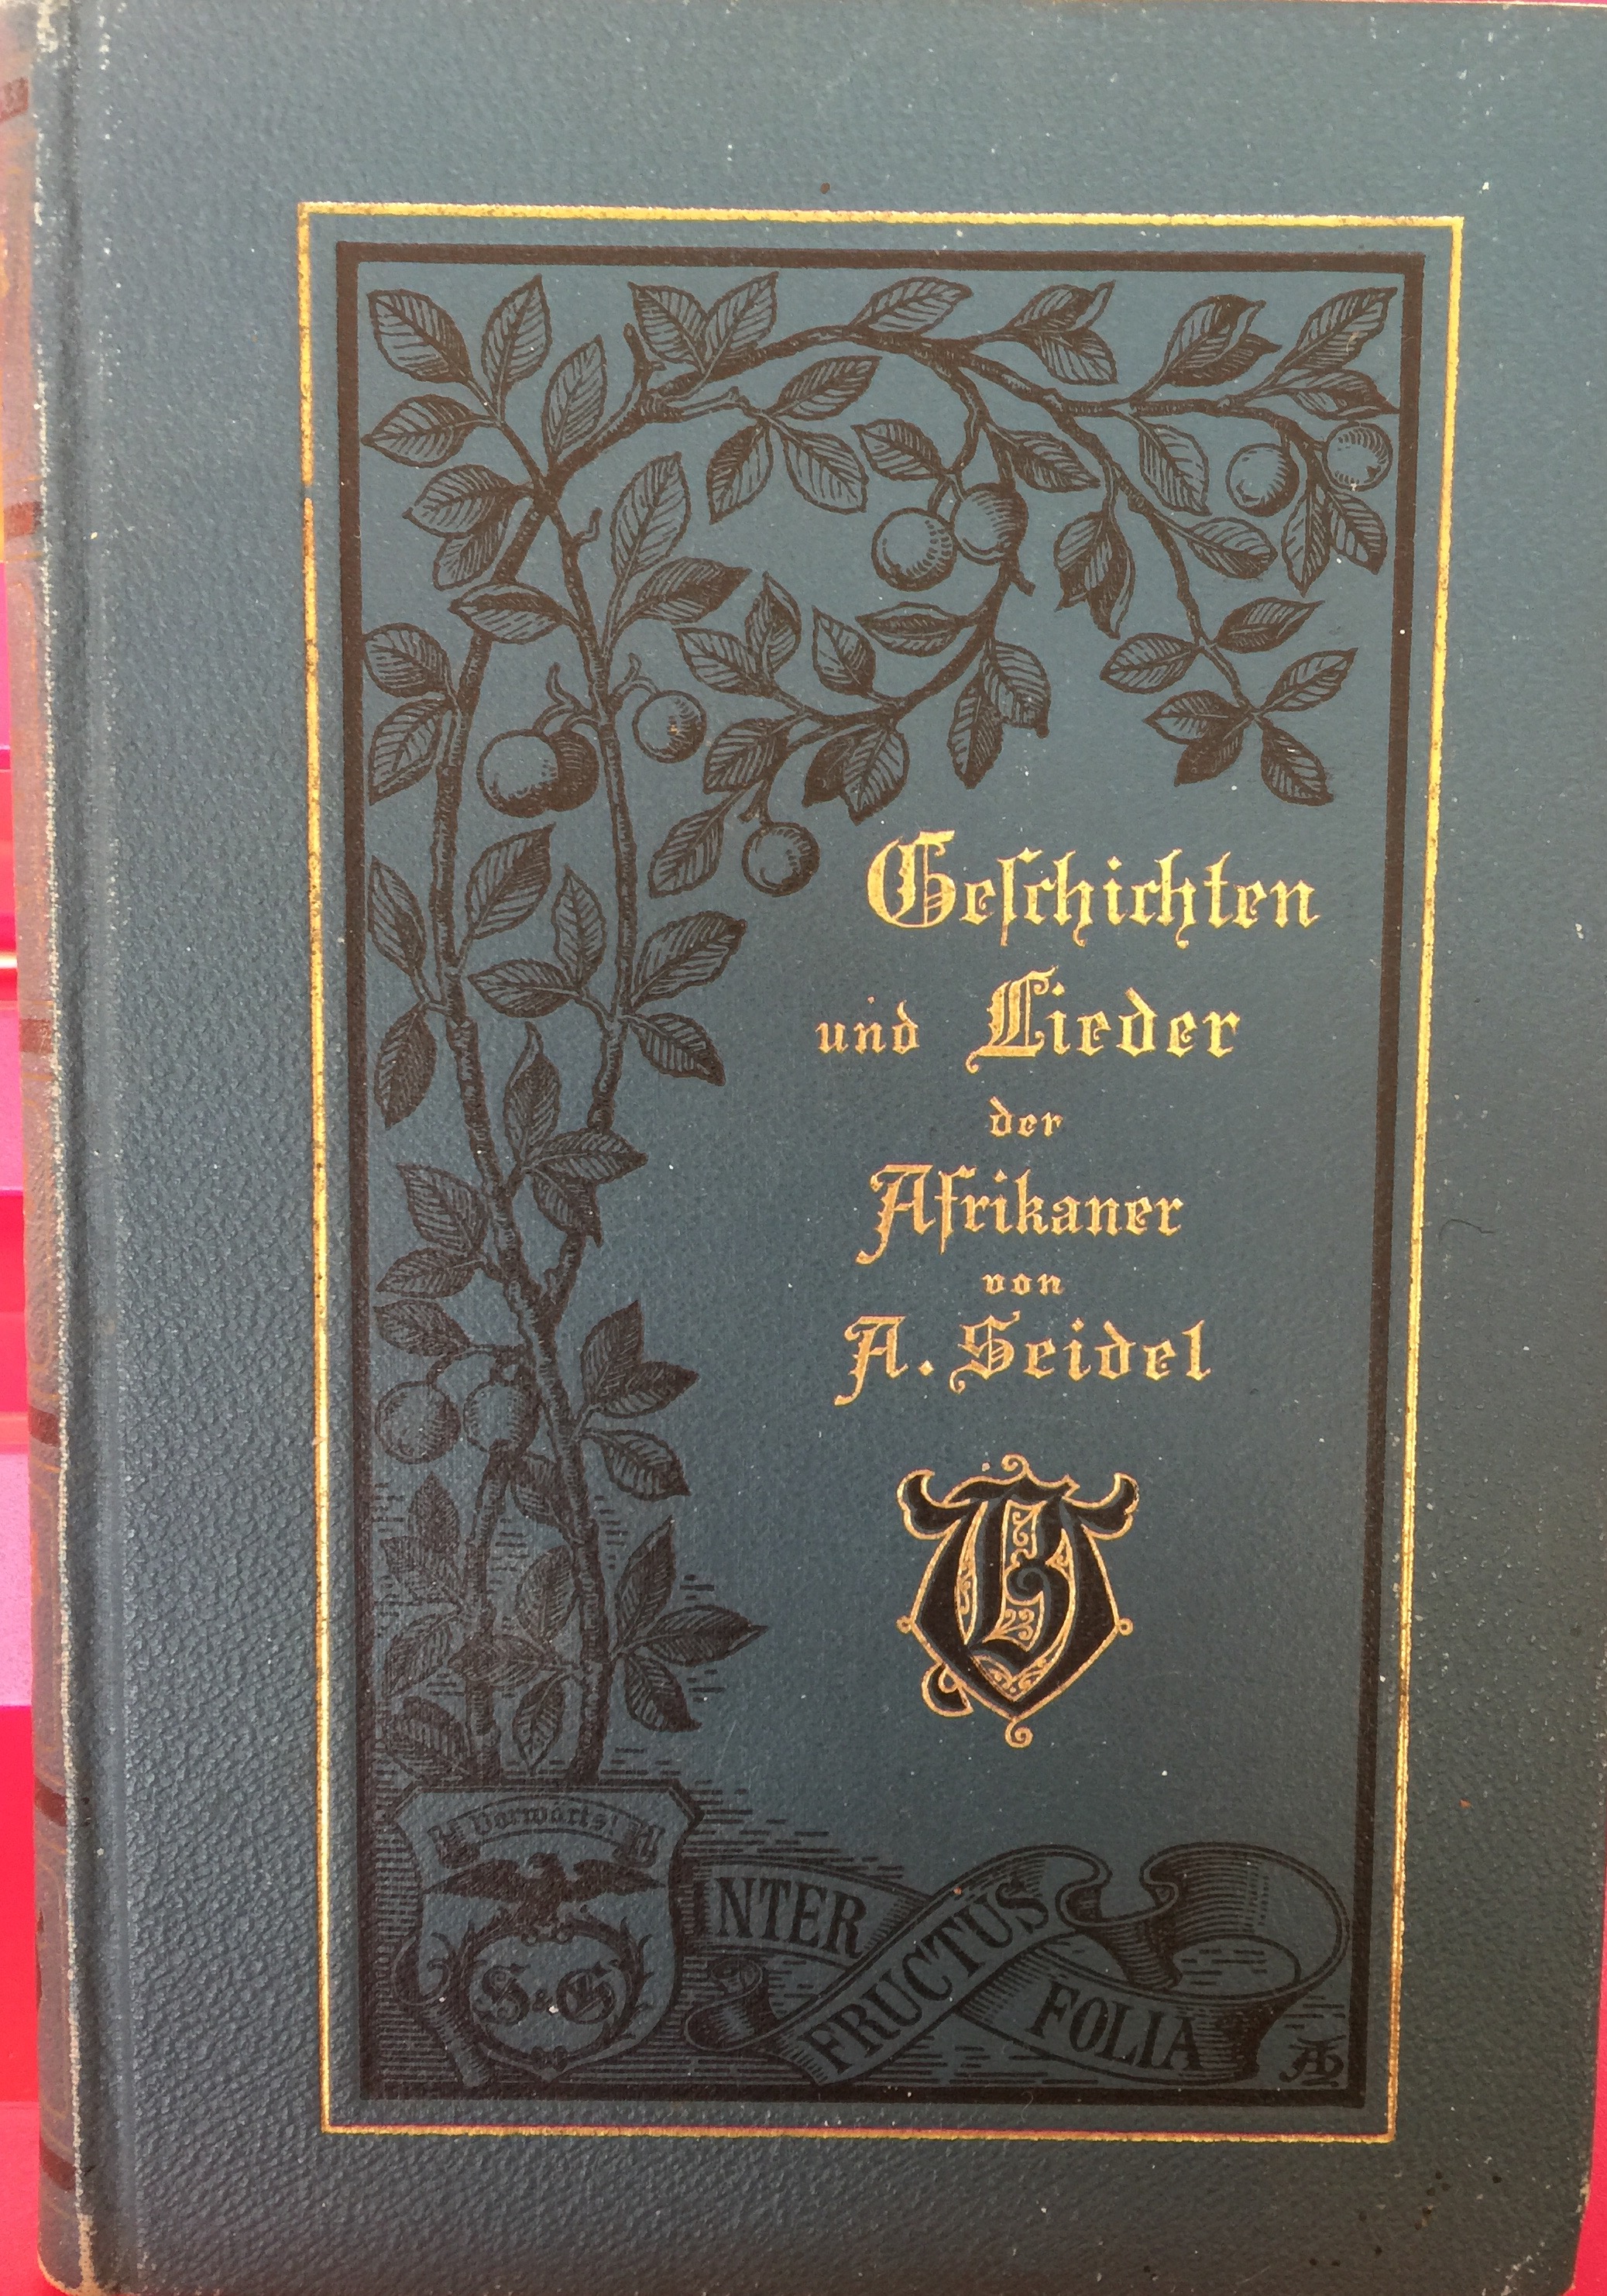 Geſchichten
und Lieder
der
Afrikaner
von
A. Seidel
Vorwärts!
S & G
INTER
FRUCTUS
FOLIA